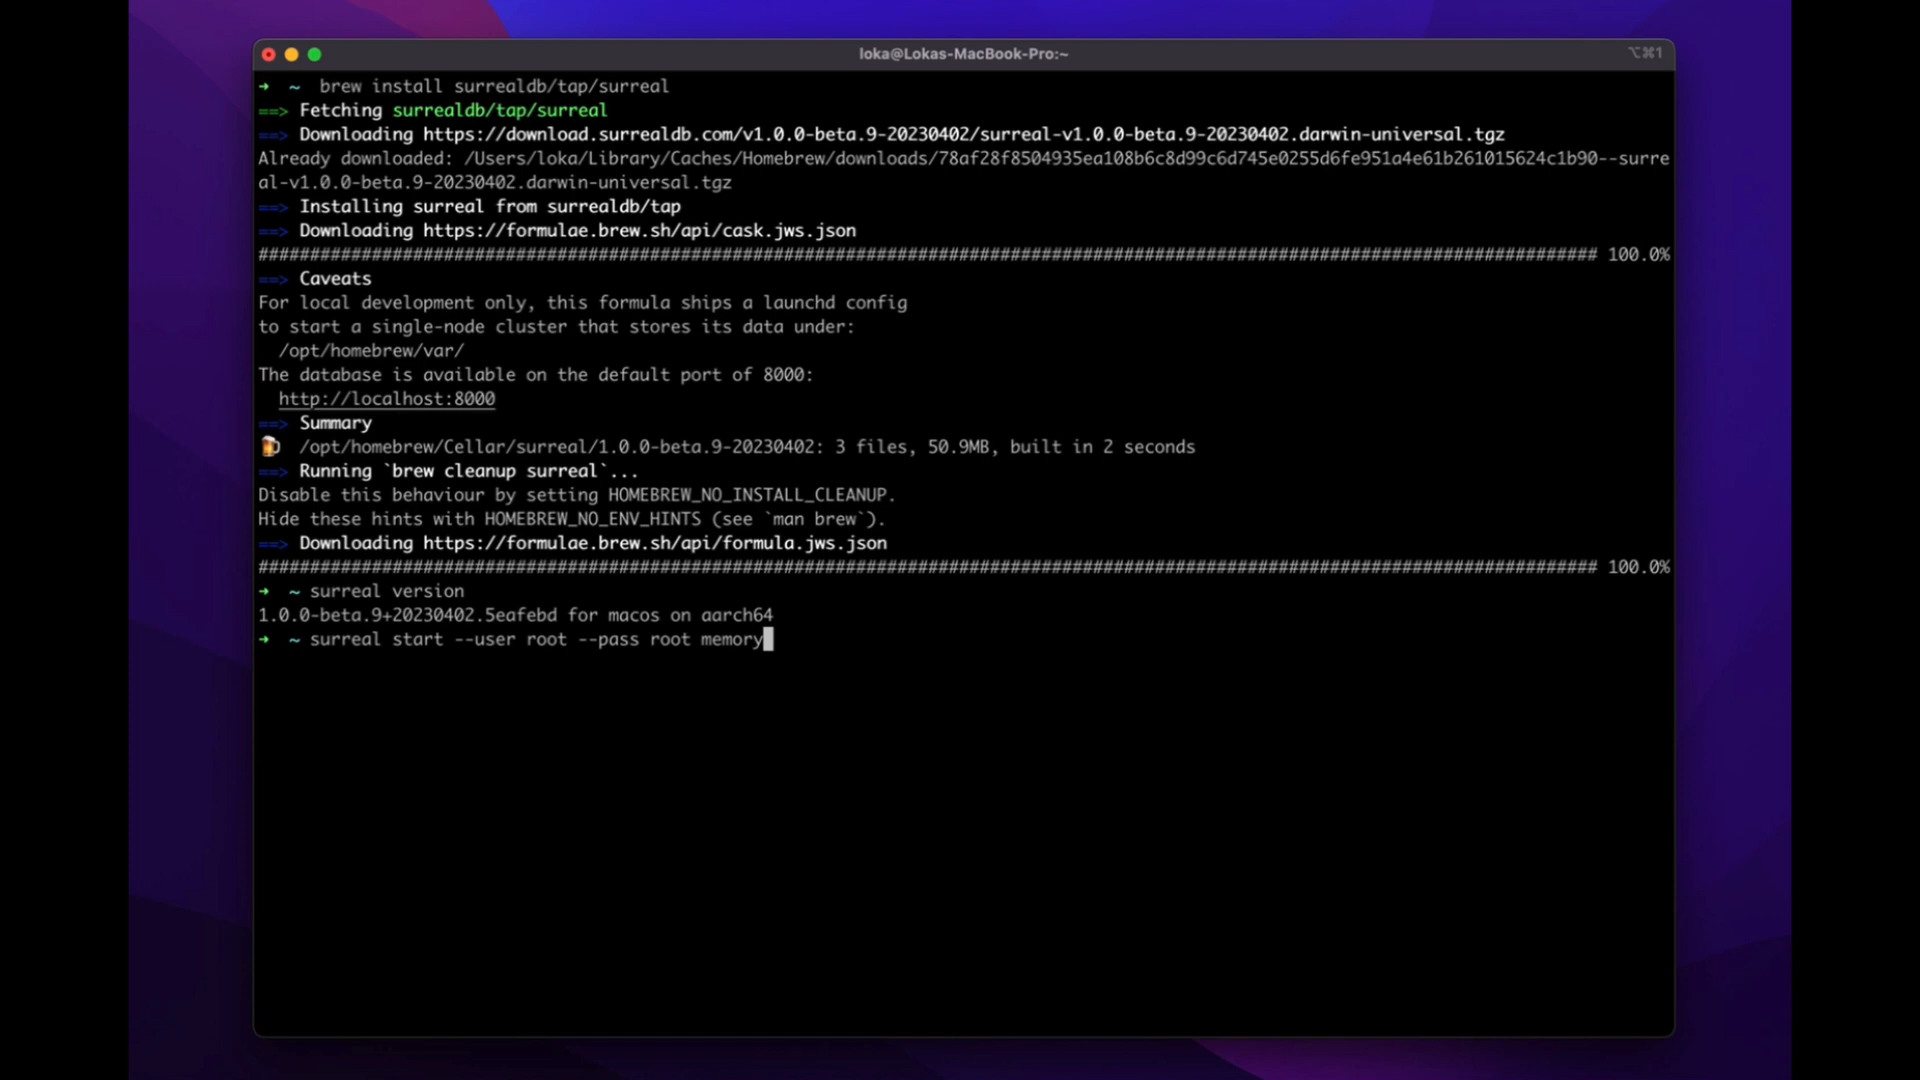 loka@Lokas-MacBook-Pro:~ ⌥⌘1
➜ ~ brew install surrealdb/tap/surreal
==> Fetching surrealdb/tap/surreal
==> Downloading https://download.surrealdb.com/v1.0.0-beta.9-20230402/surreal-v1.0.0-beta.9-20230402.darwin-universal.tgz
Already downloaded: /Users/loka/Library/Caches/Homebrew/downloads/78af28f8504935ea108b6c8d99c6d745e0255d6fe951a4e61b261015624c1b90--surre
al-v1.0.0-beta.9-20230402.darwin-universal.tgz
==> Installing surreal from surrealdb/tap
==> Downloading https://formulae.brew.sh/api/cask.jws.json
################################################################################################################################## 100.0%
==> Caveats
For local development only, this formula ships a launchd config
to start a single-node cluster that stores its data under:
/opt/homebrew/var/
The database is available on the default port of 8000:
http://localhost:8000
==> Summary
🍺 /opt/homebrew/Cellar/surreal/1.0.0-beta.9-20230402: 3 files, 50.9MB, built in 2 seconds
==> Running `brew cleanup surreal`...
Disable this behaviour by setting HOMEBREW_NO_INSTALL_CLEANUP.
Hide these hints with HOMEBREW_NO_ENV_HINTS (see `man brew`).
==> Downloading https://formulae.brew.sh/api/formula.jws.json
################################################################################################################################## 100.0%
➜ ~ surreal version
1.0.0-beta.9+20230402.5eafebd for macos on aarch64
➜ ~ surreal start --user root --pass root memory